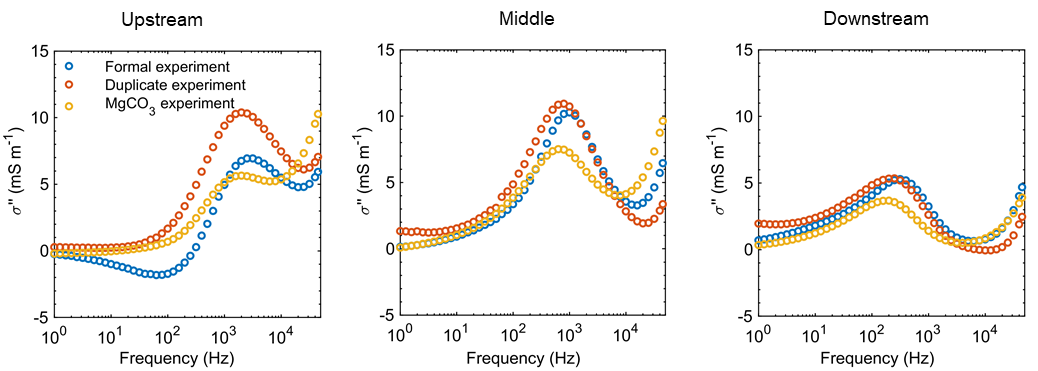 Upstream
Middle
Downstream
15
10
5
0
-5
σ" (mS m⁻¹)
Formal experiment
Duplicate experiment
MgCO₃ experiment
10⁰ 10¹ 10² 10³ 10⁴
Frequency (Hz)
15
10
5
0
-5
σ" (mS m⁻¹)
10⁰ 10¹ 10² 10³ 10⁴
Frequency (Hz)
15
10
5
0
-5
σ" (mS m⁻¹)
10⁰ 10¹ 10² 10³ 10⁴
Frequency (Hz)